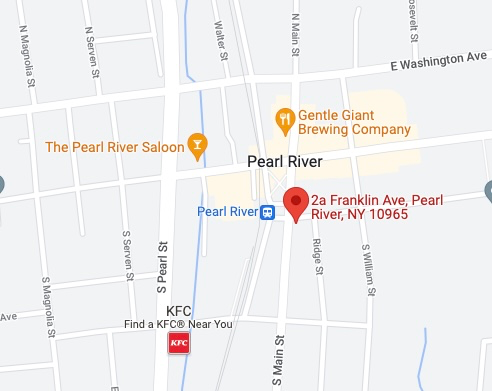 N Magnolia St
N Serven St
Walter St
N Main St
osevelt St
E Washington Ave
Gentle Giant
Brewing Company
The Pearl River Saloon
Pearl River
Pearl River
2a Franklin Ave, Pearl
River, NY 10965
S Magnolia St
S Serven St
S Pearl St
Ridge St
S William St
KFC
Find a KFC® Near You
Ave
KFC
S Main St